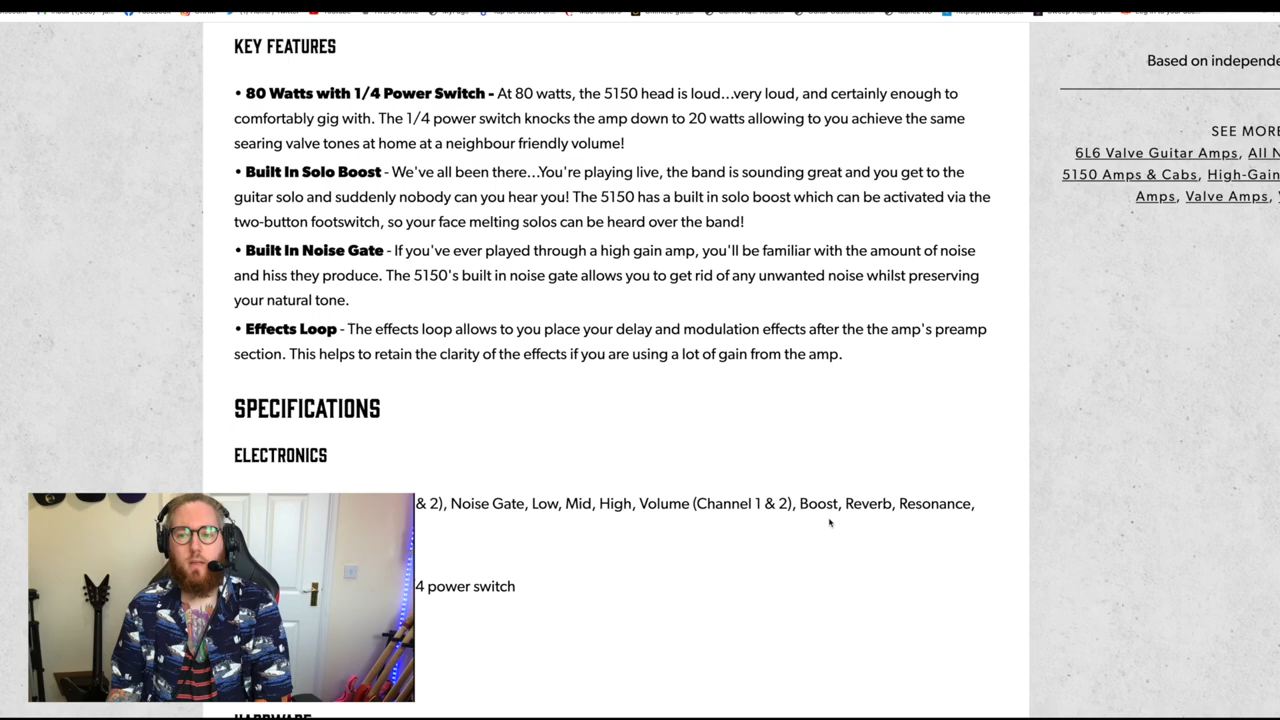 KEY FEATURES
• 80 Watts with 1/4 Power Switch - At 80 watts, the 5150 head is loud...very loud, and certainly enough to
comfortably gig with. The 1/4 power switch knocks the amp down to 20 watts allowing to you achieve the same
searing valve tones at home at a neighbour friendly volume!
• Built In Solo Boost - We've all been there...You're playing live, the band is sounding great and you get to the
guitar solo and suddenly nobody can you hear you! The 5150 has a built in solo boost which can be activated via the
two-button footswitch, so your face melting solos can be heard over the band!
• Built In Noise Gate - If you've ever played through a high gain amp, you'll be familiar with the amount of noise
and hiss they produce. The 5150's built in noise gate allows you to get rid of any unwanted noise whilst preserving
your natural tone.
• Effects Loop - The effects loop allows to you place your delay and modulation effects after the the amp's preamp
section. This helps to retain the clarity of the effects if you are using a lot of gain from the amp.
SPECIFICATIONS
ELECTRONICS
& 2), Noise Gate, Low, Mid, High, Volume (Channel 1 & 2), Boost, Reverb, Resonance,
4 power switch
HARDWARE
Based on independe
SEE MORE
6L6 Valve Guitar Amps, All N
5150 Amps & Cabs, High-Gain
Amps, Valve Amps,